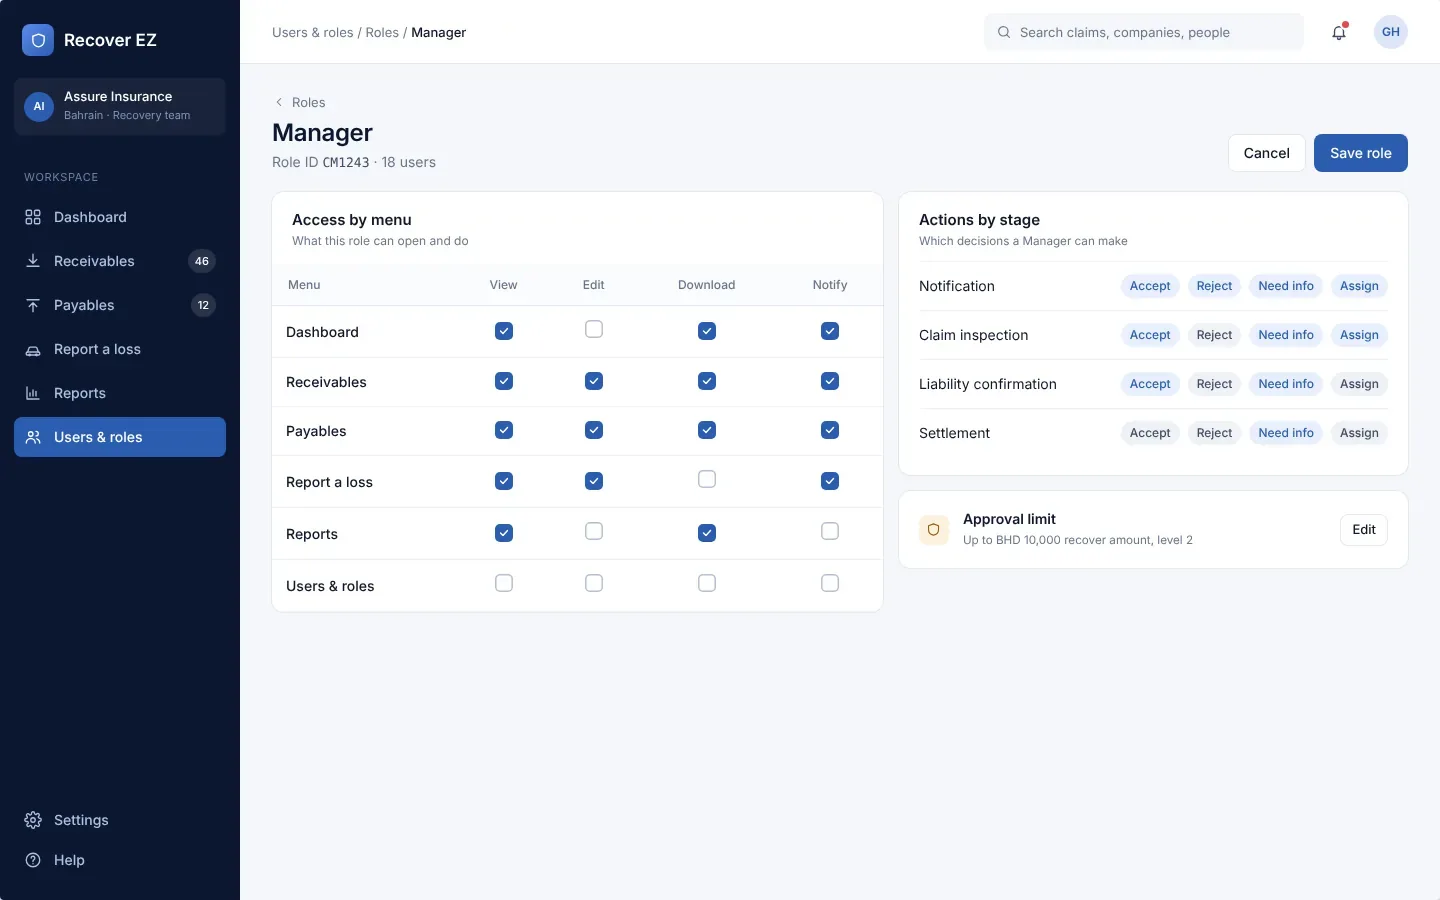 Recover EZ
AI
Assure Insurance
Bahrain · Recovery team
WORKSPACE
Dashboard
Receivables 46
Payables 12
Report a loss
Reports
Users & roles
Settings
Help
Users & roles / Roles / Manager
Search claims, companies, people
GH
Roles
Manager
Role ID CM1243 · 18 users
Cancel
Save role
Access by menu
What this role can open and do
Menu View Edit Download Notify
Dashboard
Receivables
Payables
Report a loss
Reports
Users & roles
Actions by stage
Which decisions a Manager can make
Notification Accept Reject Need info Assign
Claim inspection Accept Reject Need info Assign
Liability confirmation Accept Reject Need info Assign
Settlement Accept Reject Need info Assign
Approval limit
Up to BHD 10,000 recover amount, level 2
Edit